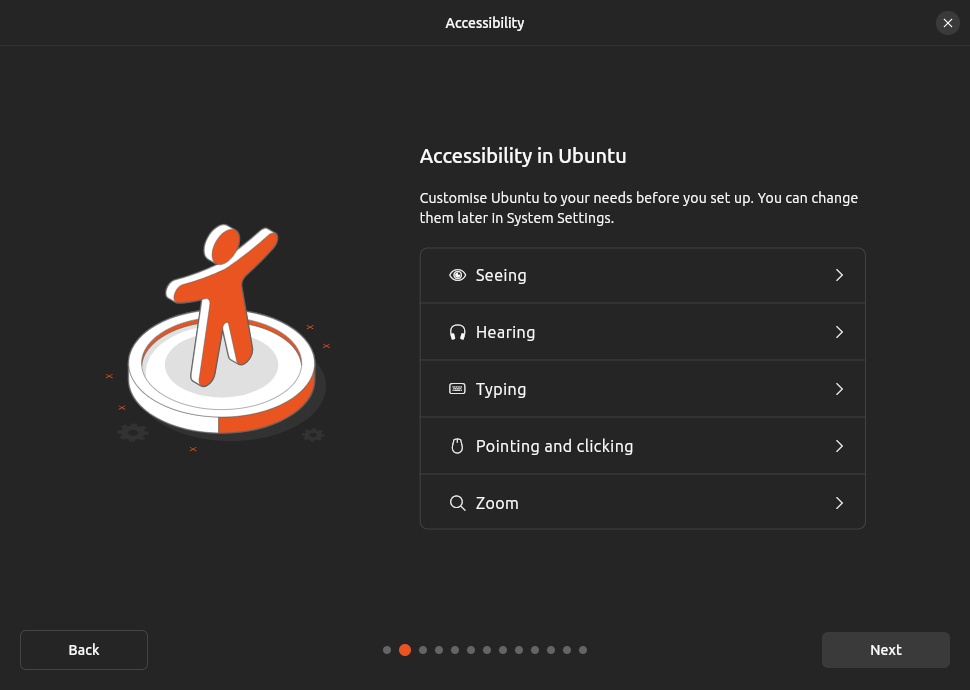 Accessibility
Accessibility in Ubuntu
Customise Ubuntu to your needs before you set up. You can change
them later in System Settings.
Seeing
Hearing
Typing
Pointing and clicking
Zoom
Back
Next